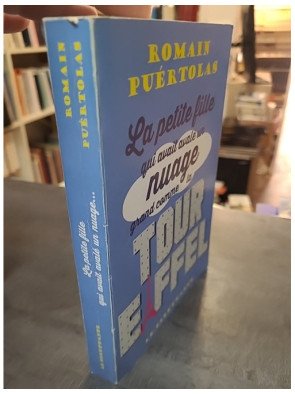 ROMAIN
PUÉRTOLAS
La petite fille
qui avait avalé un
nuage
grand comme la
TOUR
EIFFEL
ROMAIN
PUÉRTOLAS
La petite fille
qui avait avalé un nuage...